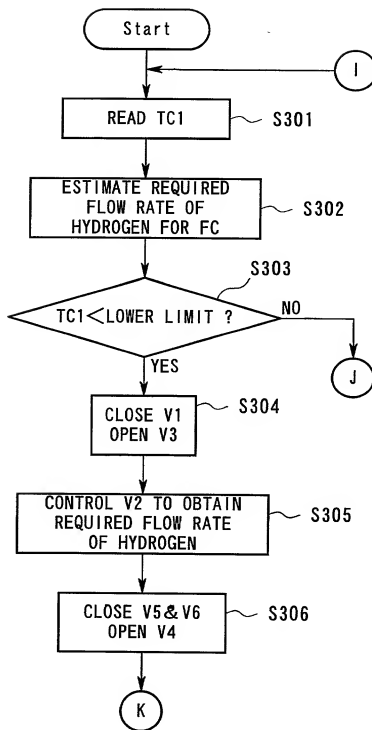 Start
I
READ TC1
S301
ESTIMATE REQUIRED
FLOW RATE OF
HYDROGEN FOR FC
S302
S303
TC1<LOWER LIMIT ?
NO
J
YES
CLOSE V1
OPEN V3
S304
CONTROL V2 TO OBTAIN
REQUIRED FLOW RATE
OF HYDROGEN
S305
CLOSE V5&V6
OPEN V4
S306
K